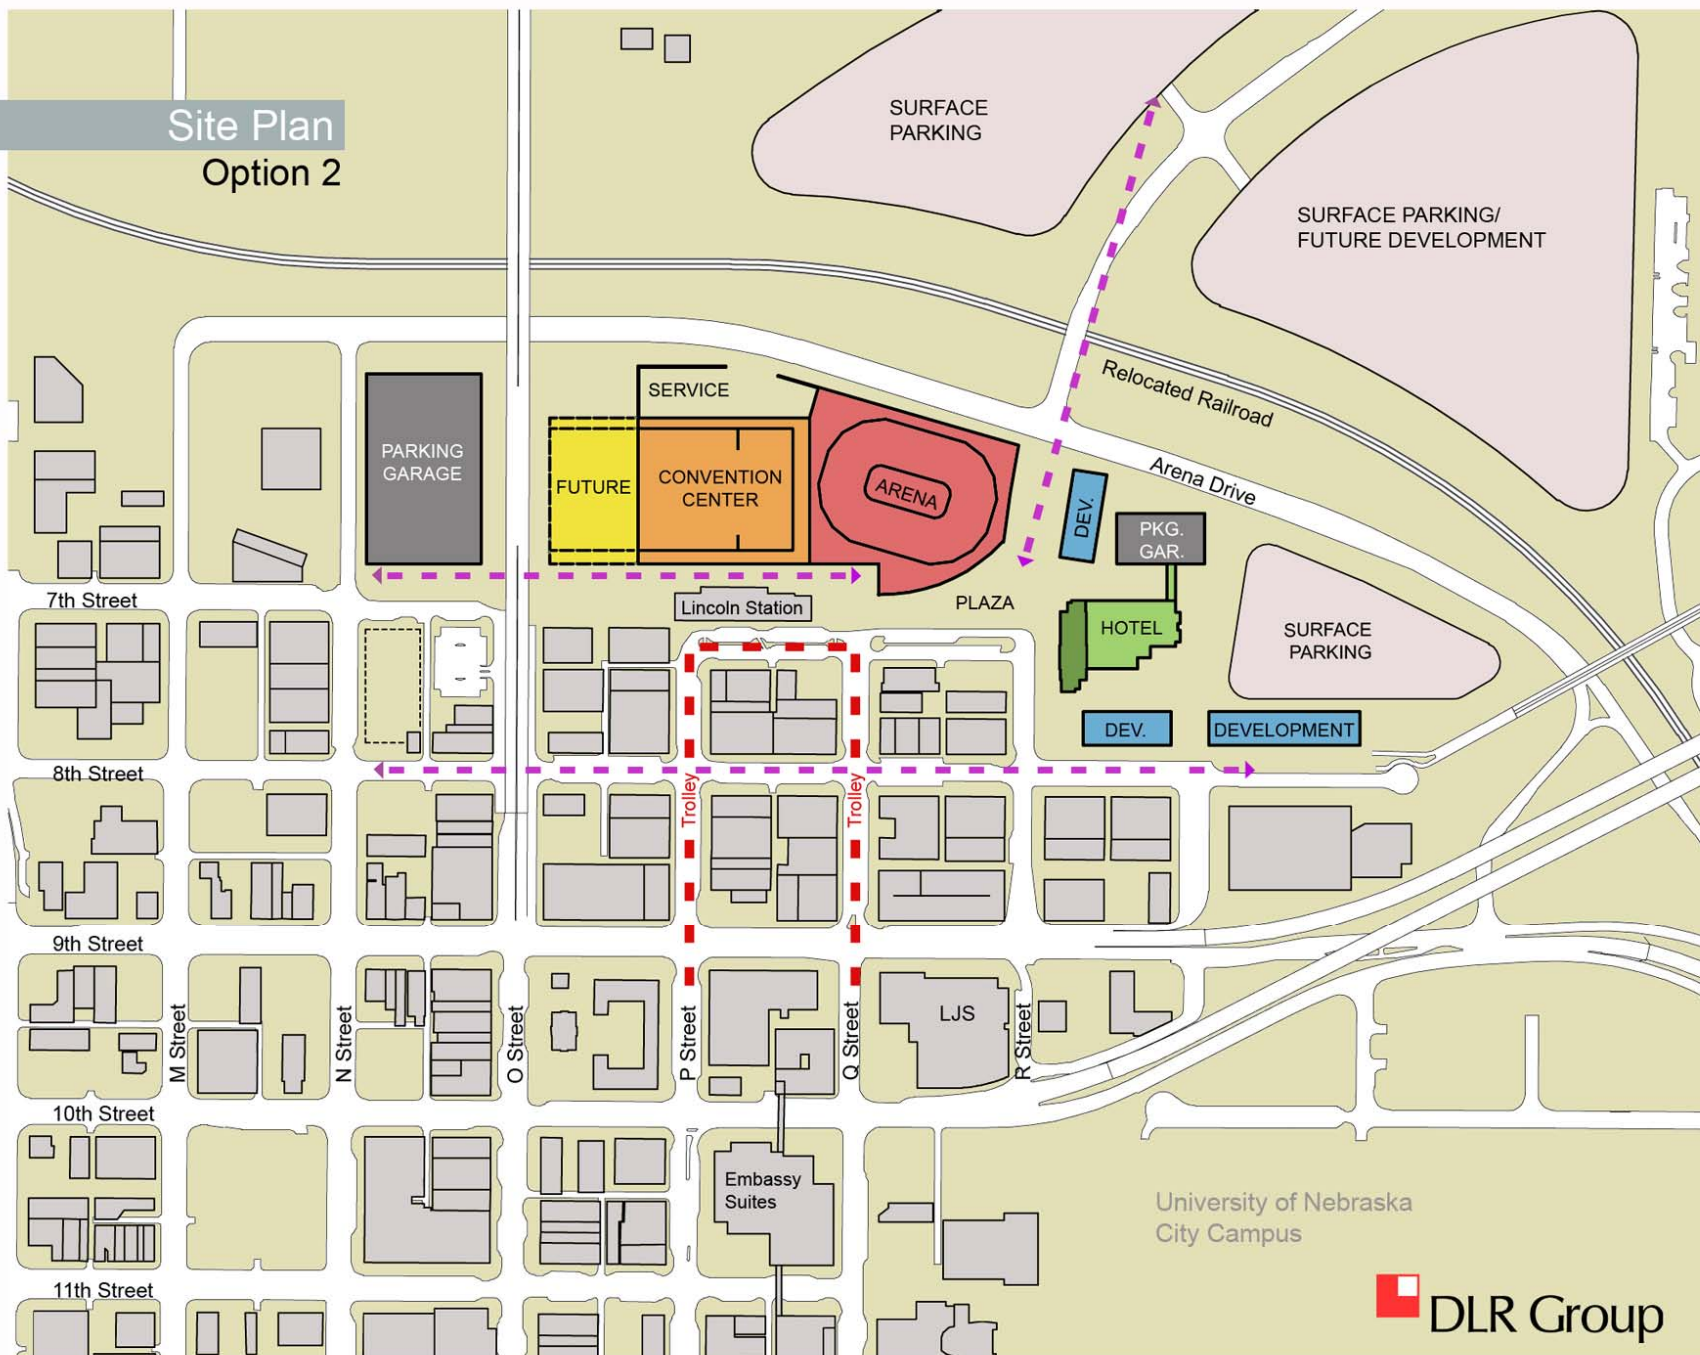 Site Plan
Option 2
SURFACE
PARKING
SURFACE PARKING/
FUTURE DEVELOPMENT
Relocated Railroad
Arena Drive
SERVICE
PARKING
GARAGE
FUTURE
CONVENTION
CENTER
ARENA
DEV.
PKG.
GAR.
PLAZA
Lincoln Station
HOTEL
SURFACE
PARKING
DEV.
DEVELOPMENT
7th Street
8th Street
Trolley
Trolley
9th Street
M Street
N Street
O Street
P Street
Q Street
LJS
R Street
10th Street
Embassy
Suites
University of Nebraska
City Campus
11th Street
DLR Group